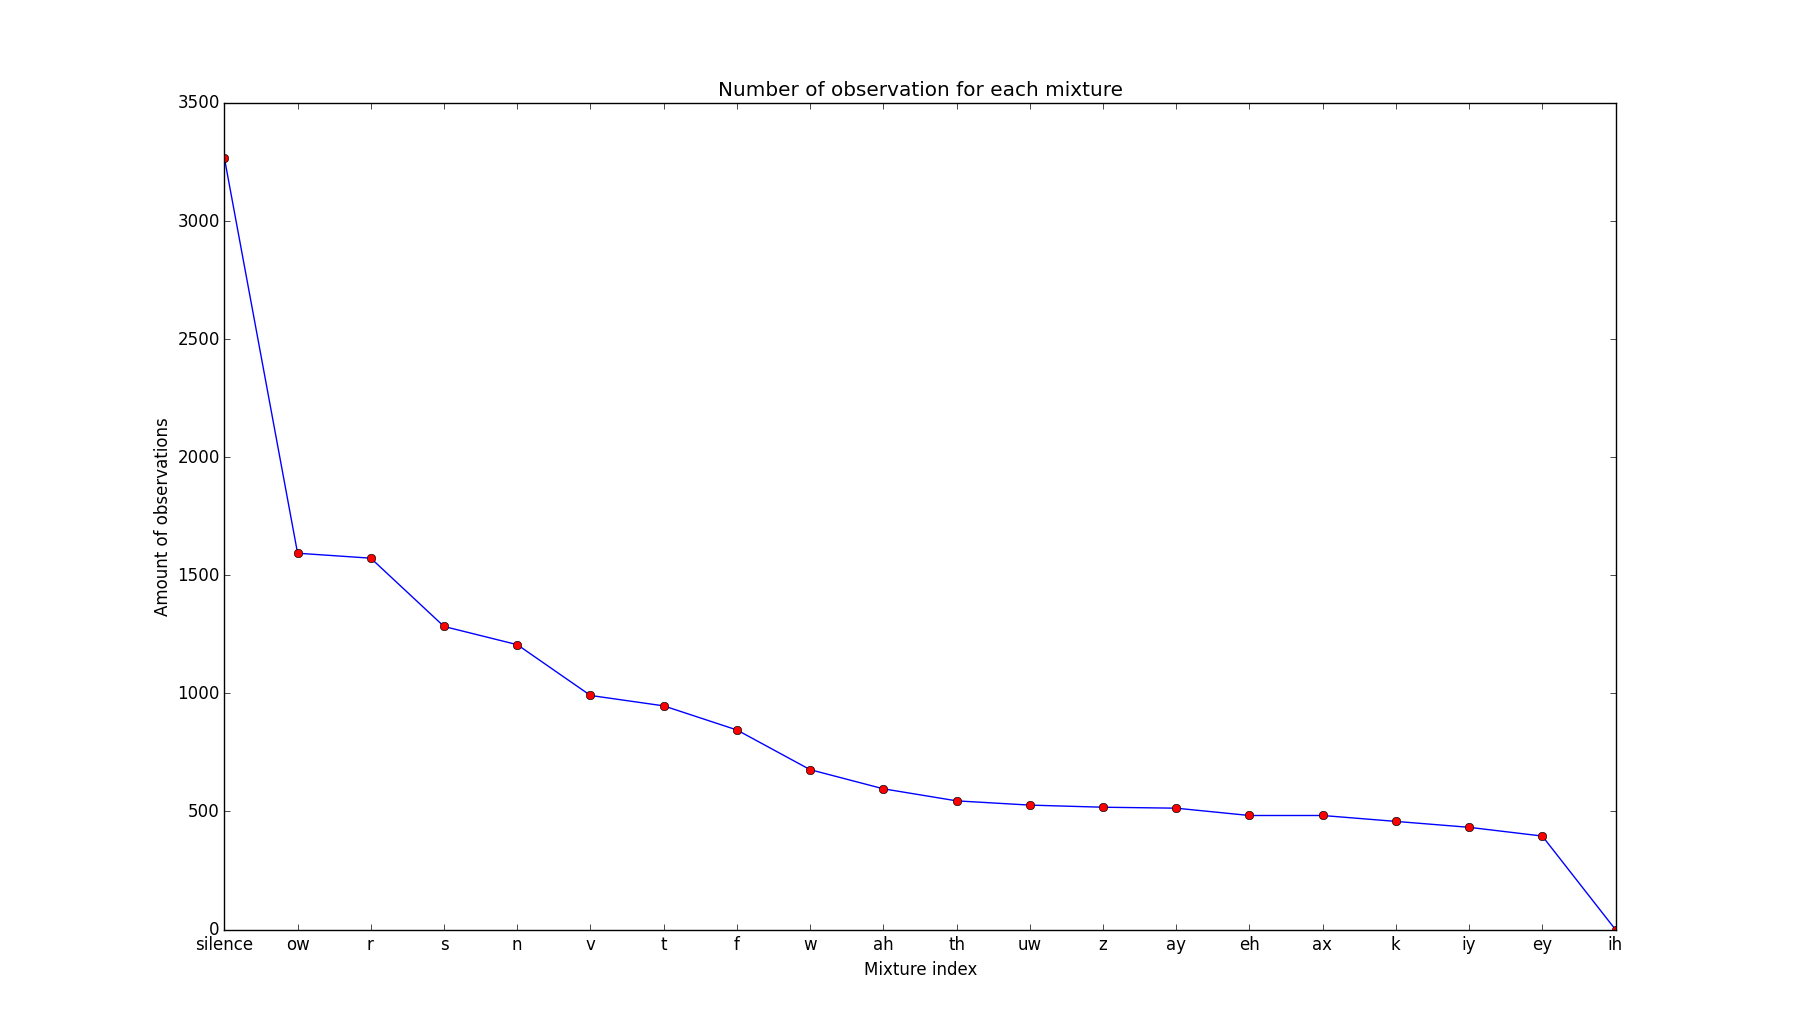 Number of observation for each mixture
3500
3000
2500
2000
1500
1000
500
0
Amount of observations
silence ow r s n v t f w ah th uw z ay eh ax k iy ey ih
Mixture index